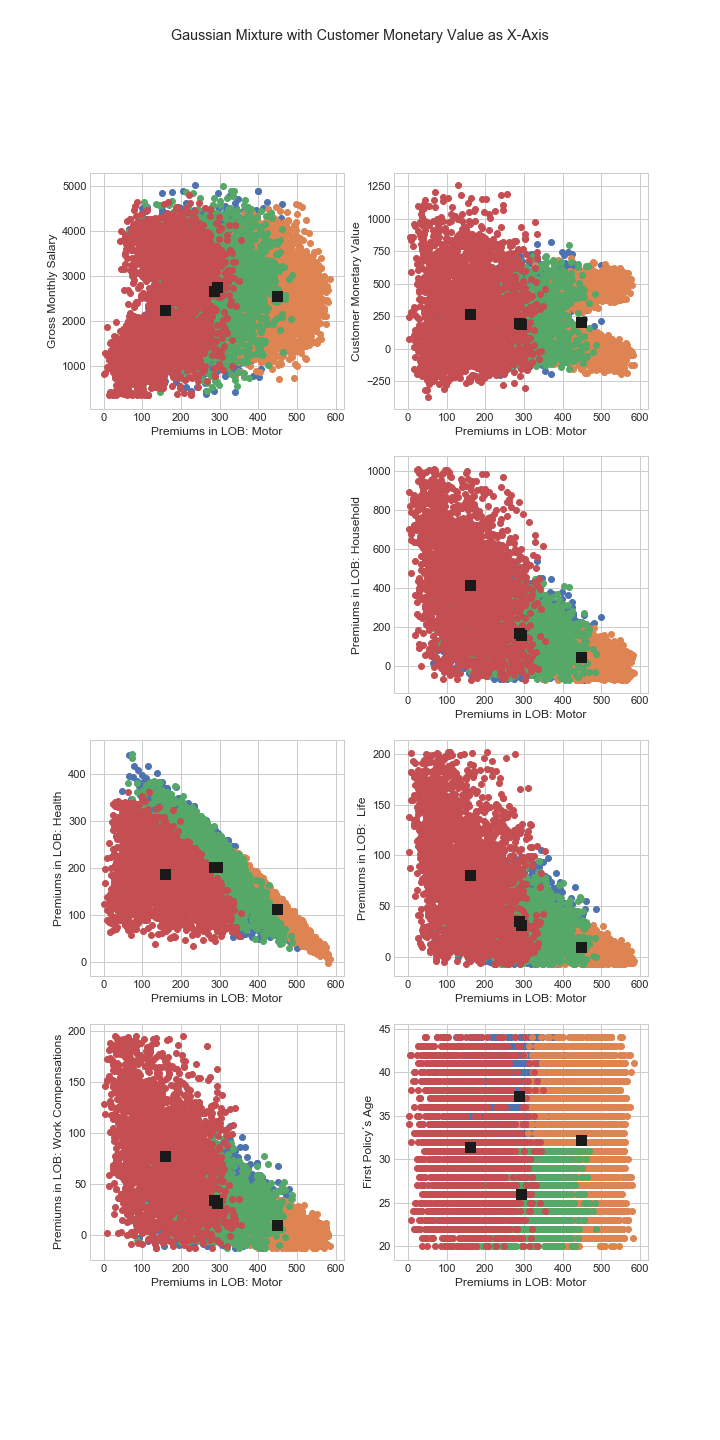 Gaussian Mixture with Customer Monetary Value as X-Axis
5000
4000
3000
2000
1000
Gross Monthly Salary
0 100 200 300 400 500 600
Premiums in LOB: Motor
1250
1000
750
500
250
0
−250
Customer Monetary Value
0 100 200 300 400 500 600
Premiums in LOB: Motor
1000
800
600
400
200
0
Premiums in LOB: Household
0 100 200 300 400 500 600
Premiums in LOB: Motor
400
300
200
100
0
Premiums in LOB: Health
0 100 200 300 400 500 600
Premiums in LOB: Motor
200
150
100
50
0
Premiums in LOB:  Life
0 100 200 300 400 500 600
Premiums in LOB: Motor
200
150
100
50
0
Premiums in LOB: Work Compensations
0 100 200 300 400 500 600
Premiums in LOB: Motor
45
40
35
30
25
20
First Policy´s Age
0 100 200 300 400 500 600
Premiums in LOB: Motor